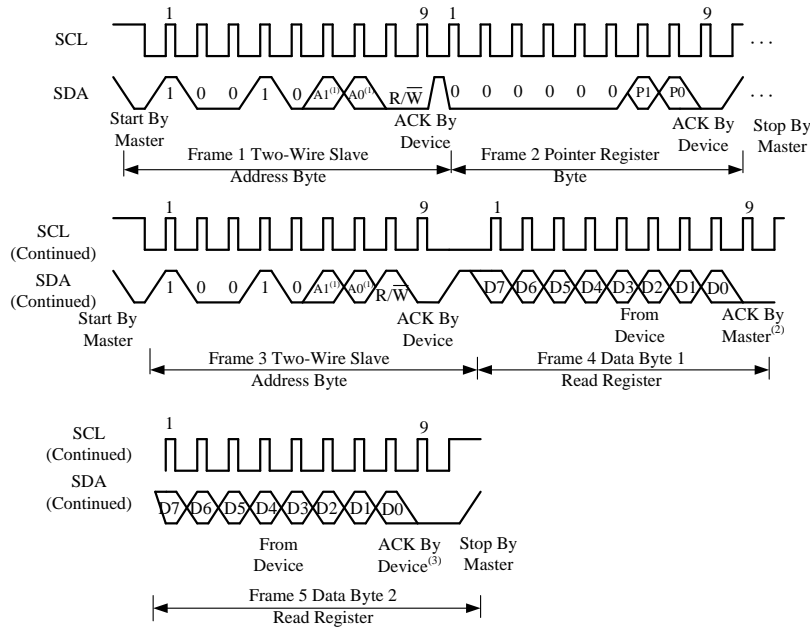 1 9 1 9
SCL . . .
SDA 1 0 0 1 0 A1(1) A0(1) R/W̅ 0 0 0 0 0 0 P1 P0 . . .
Start By Master ACK By Device ACK By Device Stop By Master
Frame 1 Two-Wire Slave Address Byte
Frame 2 Pointer Register Byte
1 9 1 9
SCL (Continued)
SDA (Continued) 1 0 0 1 0 A1(1) A0(1) R/W̅ D7 D6 D5 D4 D3 D2 D1 D0
Start By Master ACK By Device From Device ACK By Master(2)
Frame 3 Two-Wire Slave Address Byte
Frame 4 Data Byte 1 Read Register
1 9
SCL (Continued)
SDA (Continued) D7 D6 D5 D4 D3 D2 D1 D0
From Device ACK By Device(3) Stop By Master
Frame 5 Data Byte 2 Read Register